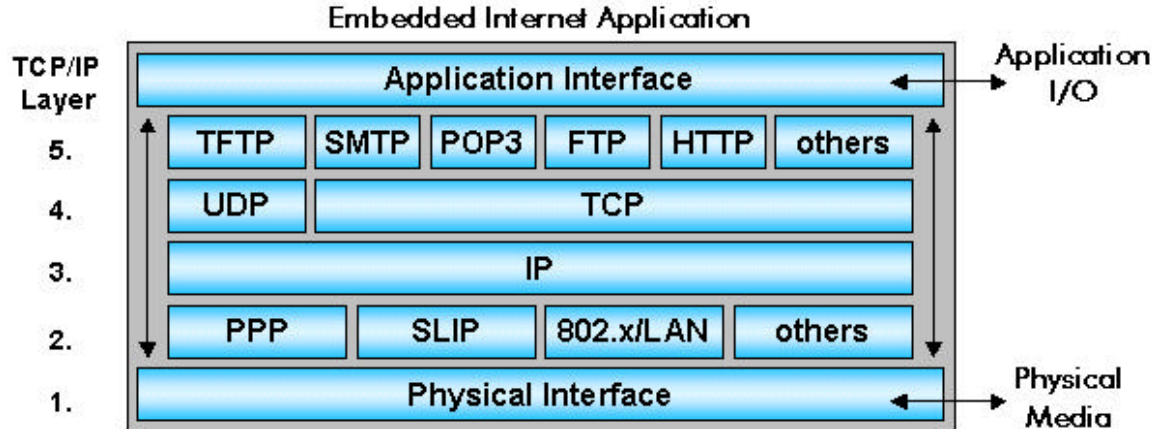 Embedded Internet Application
TCP/IP
Layer
Application Interface
Application
I/O
5.
TFTP
SMTP
POP3
FTP
HTTP
others
4.
UDP
TCP
3.
IP
2.
PPP
SLIP
802.x/LAN
others
1.
Physical Interface
Physical
Media